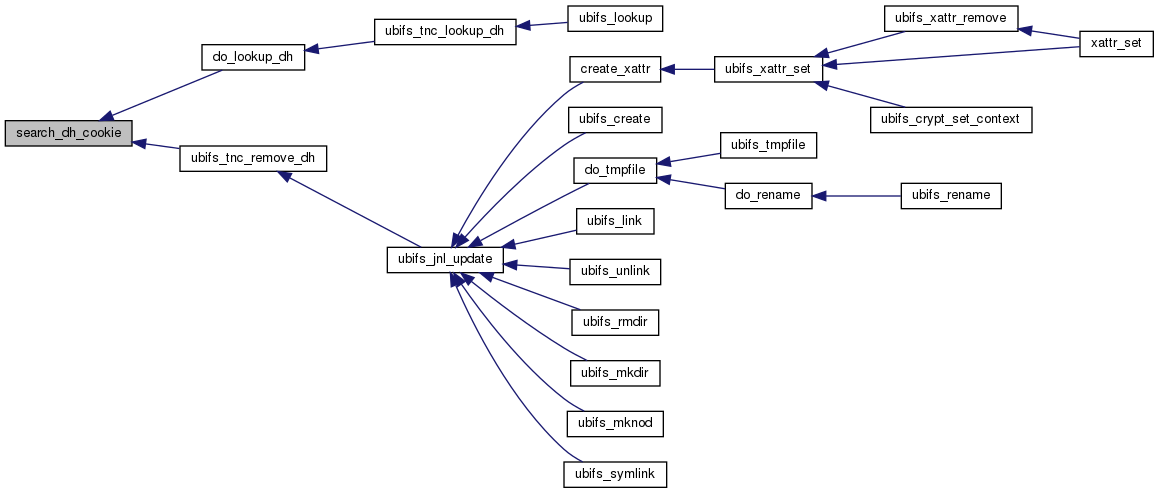 ubifs_lookup
ubifs_xattr_remove
ubifs_tnc_lookup_dh
xattr_set
do_lookup_dh
create_xattr
ubifs_xattr_set
ubifs_create
ubifs_crypt_set_context
search_dh_cookie
ubifs_tmpfile
ubifs_tnc_remove_dh
do_tmpfile
do_rename
ubifs_rename
ubifs_link
ubifs_jnl_update
ubifs_unlink
ubifs_rmdir
ubifs_mkdir
ubifs_mknod
ubifs_symlink